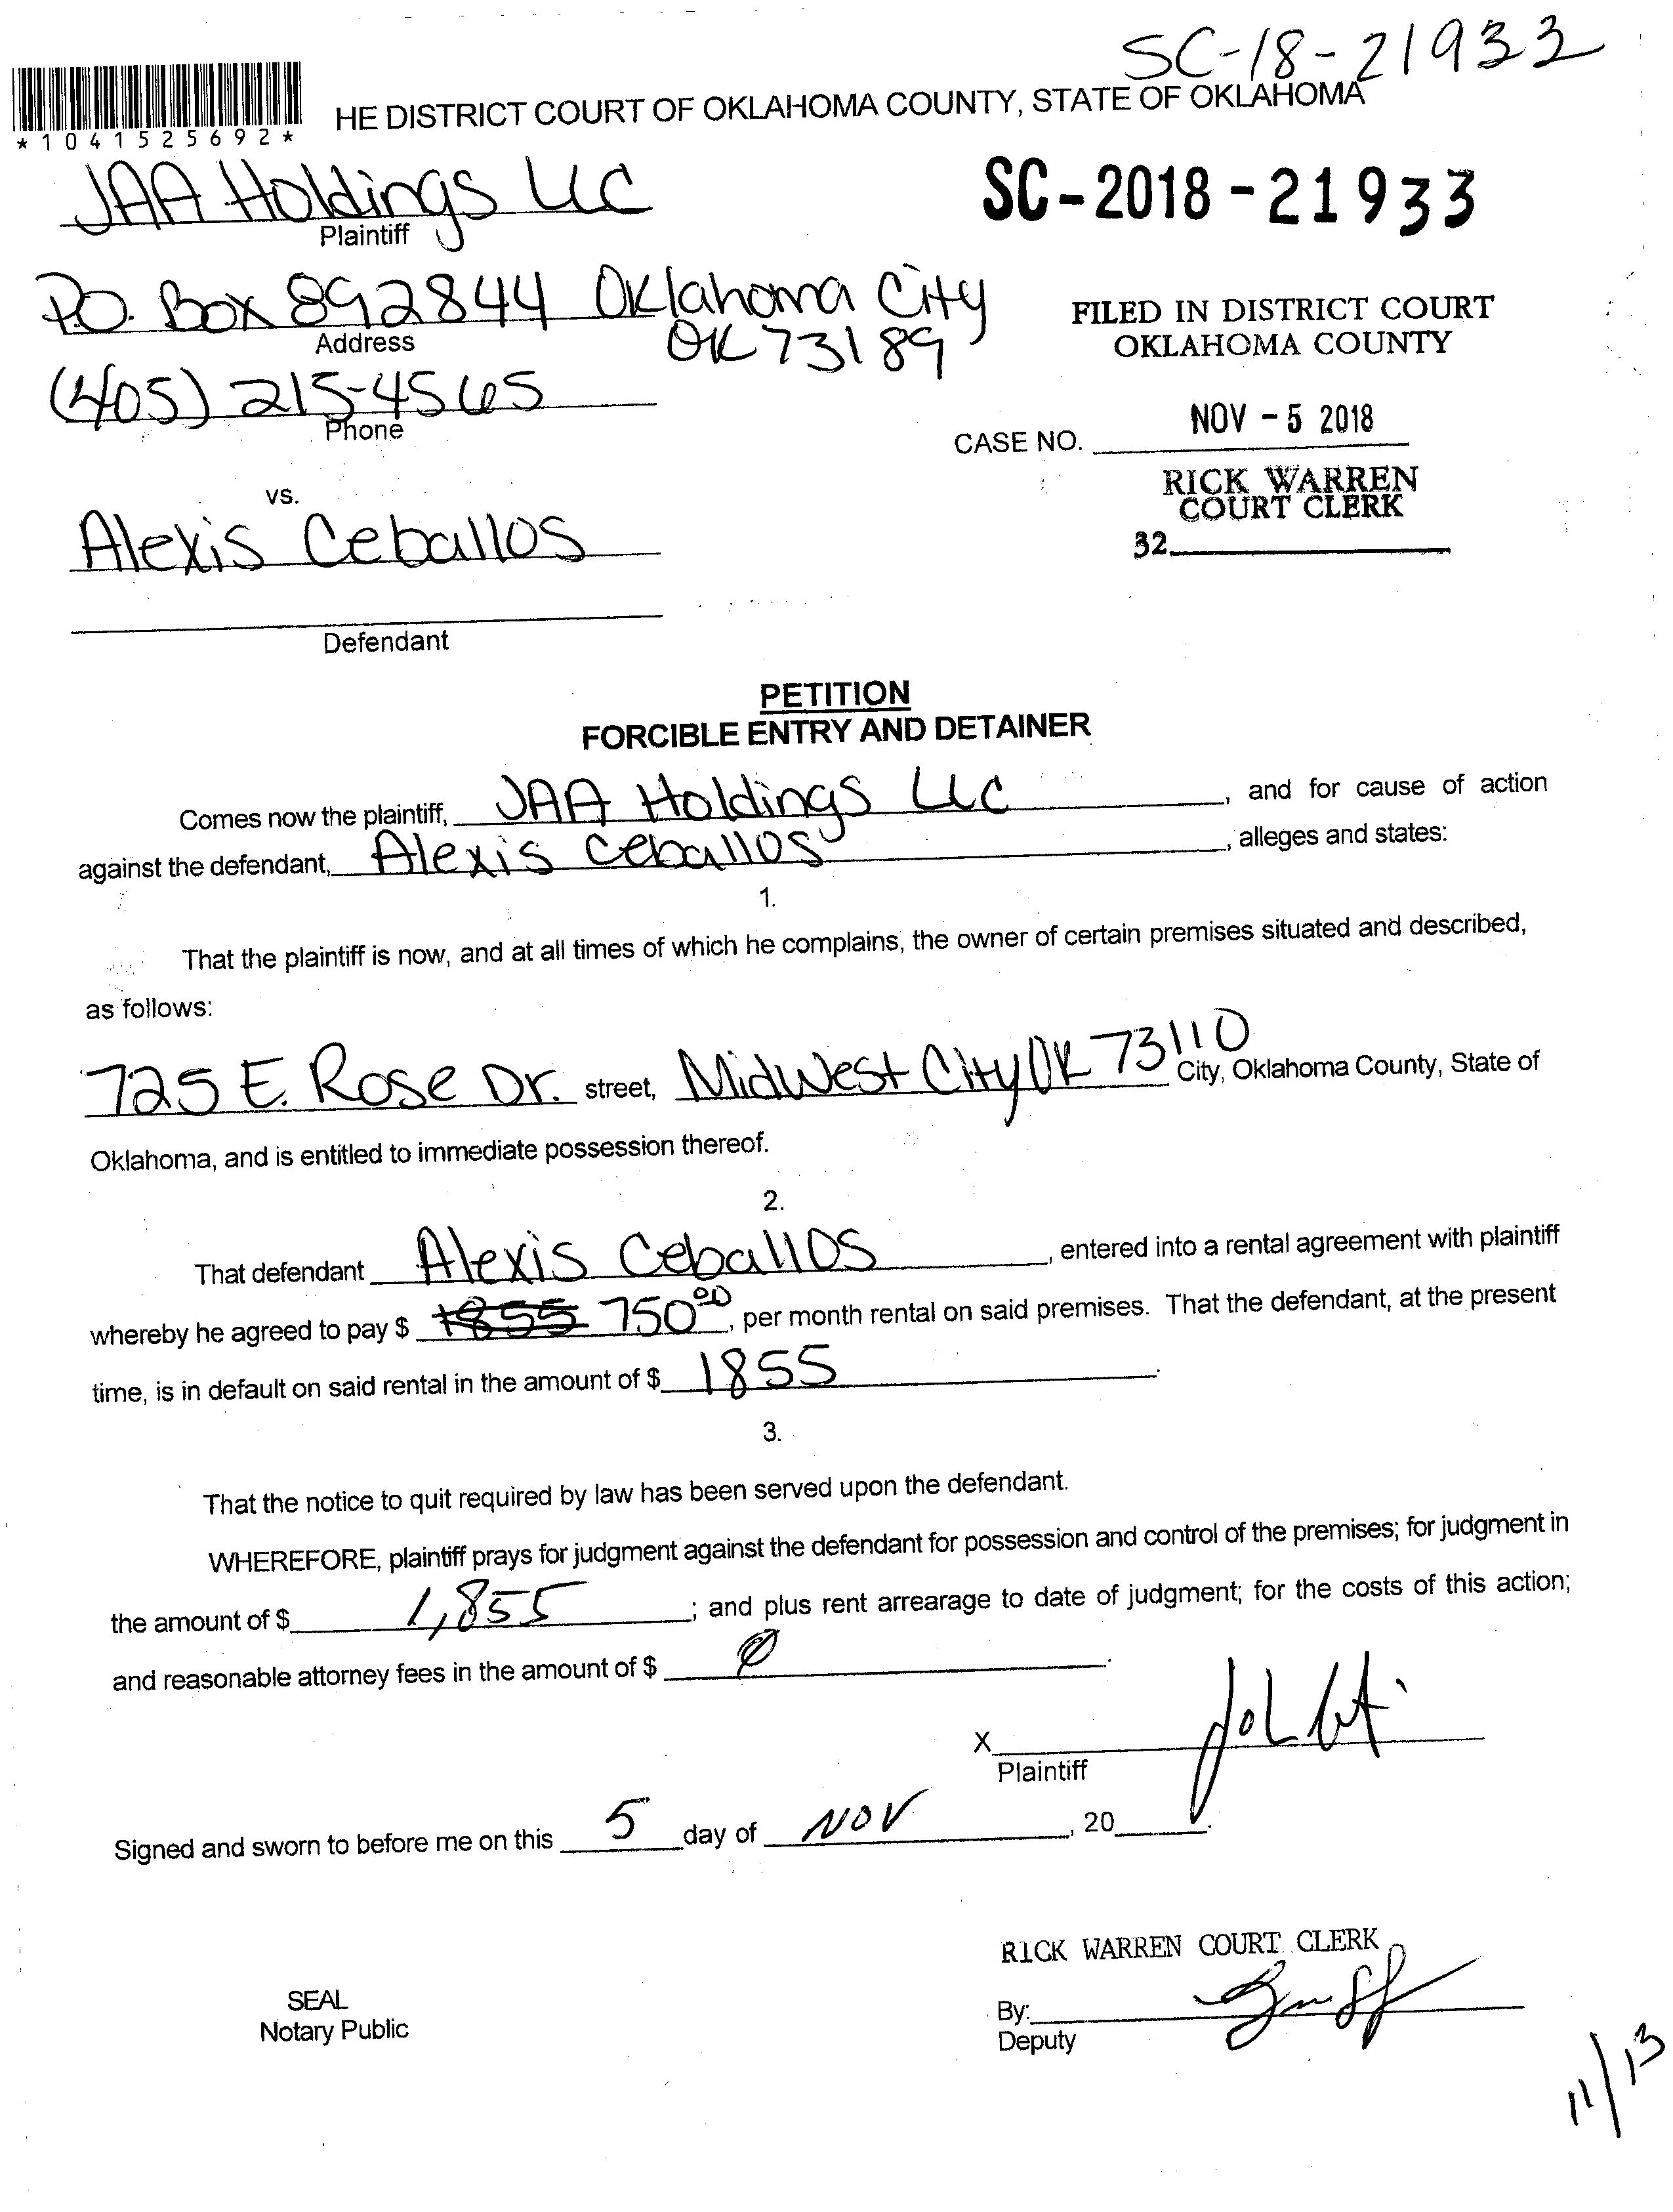 SC-18-21933
*1041525692*
HE DISTRICT COURT OF OKLAHOMA COUNTY, STATE OF OKLAHOMA
JAA Holdings LLC
Plaintiff
SC-2018-21933
P.O. Box 892844 Oklahoma City
OK 73189
Address
FILED IN DISTRICT COURT
OKLAHOMA COUNTY
(405) 215-4565
Phone
NOV - 5 2018
CASE NO.
RICK WARREN
COURT CLERK
32
vs.
Alexis Ceballos
Defendant
PETITION
FORCIBLE ENTRY AND DETAINER
Comes now the plaintiff, JAA Holdings LLC, and for cause of action
against the defendant, Alexis Ceballos, alleges and states:
1.
That the plaintiff is now, and at all times of which he complains, the owner of certain premises situated and described,
as follows:
725 E. Rose Dr. street, Midwest City OK 73110 City, Oklahoma County, State of
Oklahoma, and is entitled to immediate possession thereof.
2.
That defendant Alexis Ceballos, entered into a rental agreement with plaintiff
whereby he agreed to pay $ 1855 750.00, per month rental on said premises. That the defendant, at the present
time, is in default on said rental in the amount of $ 1855.
3.
That the notice to quit required by law has been served upon the defendant.
WHEREFORE, plaintiff prays for judgment against the defendant for possession and control of the premises; for judgment in
the amount of $ 1,855; and plus rent arrearage to date of judgment; for the costs of this action;
and reasonable attorney fees in the amount of $ 0.
X
Plaintiff
Signed and sworn to before me on this 5 day of NOV, 20 .
RICK WARREN COURT CLERK
SEAL
Notary Public
By:
Deputy
11/13